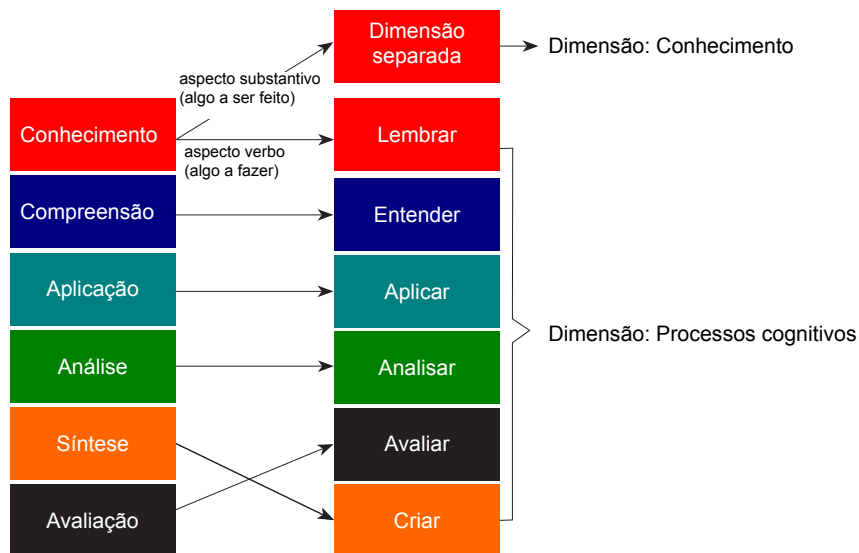 Dimensão
separada
Dimensão: Conhecimento
aspecto substantivo
(algo a ser feito)
Conhecimento
Lembrar
aspecto verbo
(algo a fazer)
Compreensão
Entender
Aplicação
Aplicar
Dimensão: Processos cognitivos
Análise
Analisar
Síntese
Avaliar
Avaliação
Criar